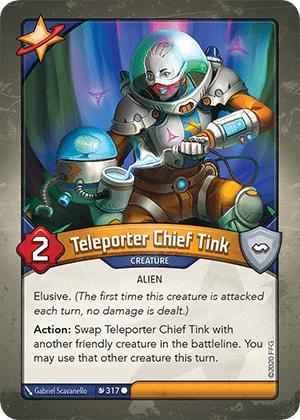 Teleporter Chief Tink
2
CREATURE
ALIEN
Elusive. (The first time this creature is attacked
each turn, no damage is dealt.)
Action: Swap Teleporter Chief Tink with
another friendly creature in the battleline. You
may use that other creature this turn.
©2020 FFG
Gabriel Scavariello
317